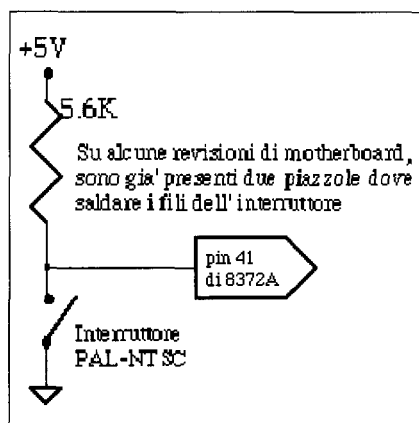 +5V
5.6K
Su alcune revisioni di motherboard,
sono già' presenti due piazzole dove
saldare i fili dell'interruttore
pin 41
di 8372A
Interruttore
PAL-NTSC